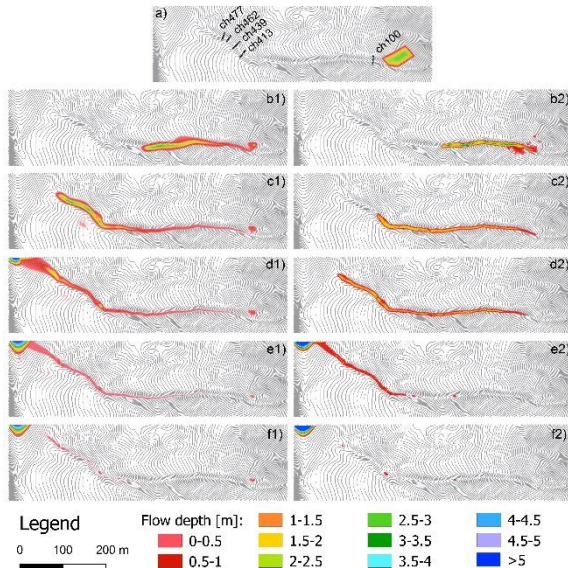 a)
ch477
ch462
ch439
ch413
ch100
b1)
b2)
c1)
c2)
d1)
d2)
e1)
e2)
f1)
f2)
Legend
0 100 200 m
Flow depth [m]:
0-0.5
0.5-1
1-1.5
1.5-2
2-2.5
2.5-3
3-3.5
3.5-4
4-4.5
4.5-5
>5